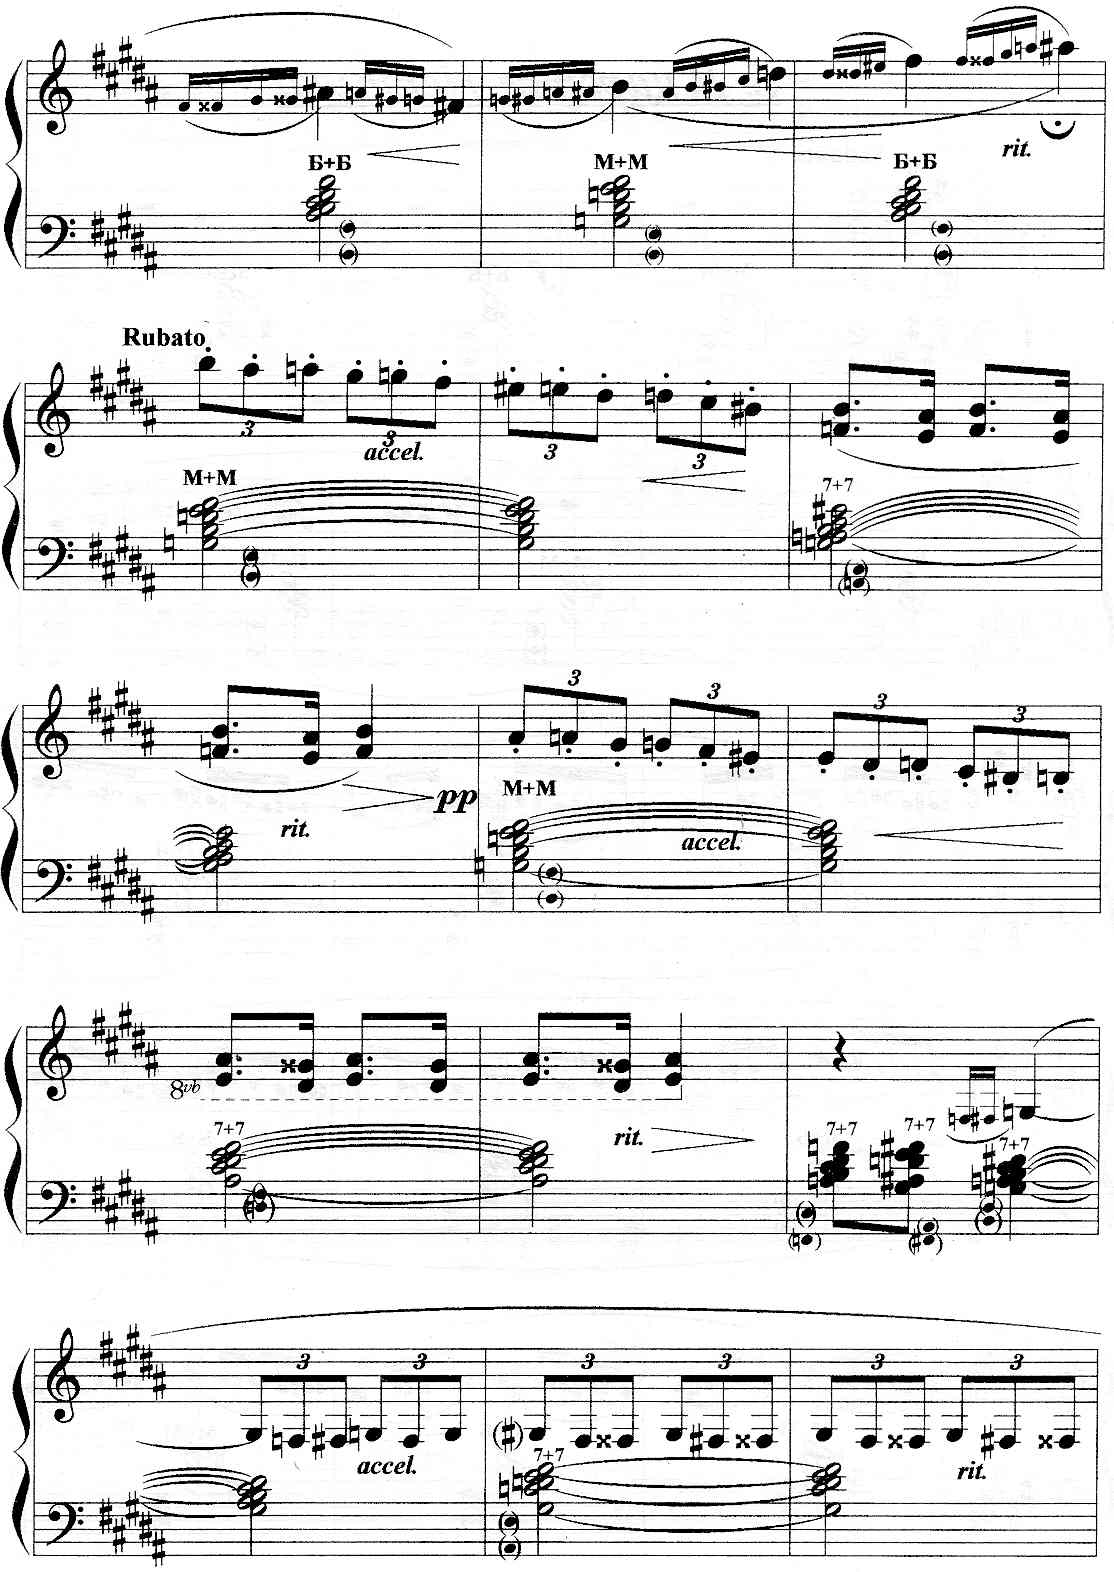 Б+Б М+М Б+Б rit.
Rubato
3 3 3 3
accel.
М+М 7+7
3 3 3 3
pp
М+М
rit. accel.
8vb
7+7 rit. 7+7 7+7 7+7
3 3 3 3 3 3
accel. 7+7 rit.